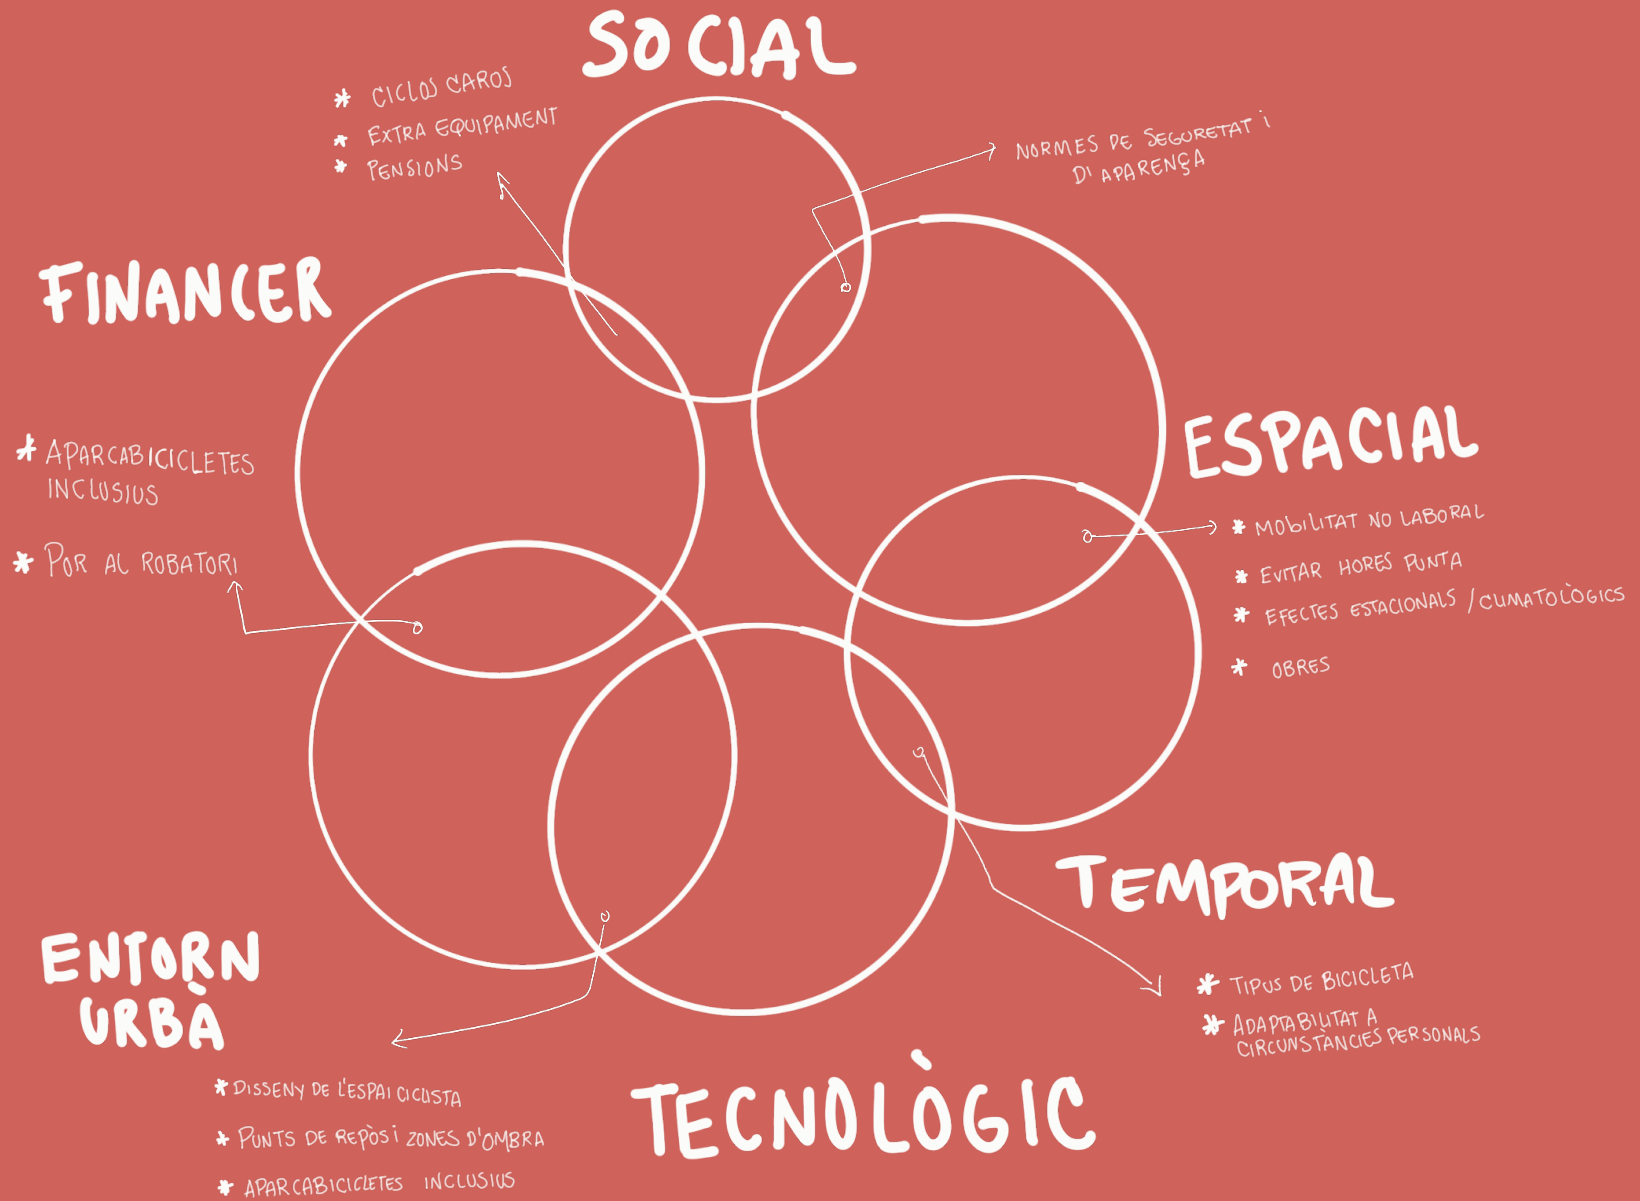 SOCIAL
* CICLOS CAROS
* EXTRA EQUIPAMENT
* PENSIONS
NORMES DE SEGURETAT i
D'APARENÇA
FINANCER
* APARCABICICLETES
INCLUSIUS
* POR AL ROBATORI
ESPACIAL
* MObILITAT NO LABORAL
* EVITAR HORES PUNTA
* EFECTES ESTACIONALS / CLIMATOLÒGICS
* OBRES
TEMPORAL
* TIPUS DE BICICLETA
* ADAPTABILITAT A
CIRCUNSTÀNCIES PERSONALS
ENTORN
URBÀ
* DISSENY DE L'ESPAI CICLISTA
* PUNTS DE REPÒS i ZONES D'OMBRA
* APARCABICICLETES INCLUSIUS
TECNOLÒGIC